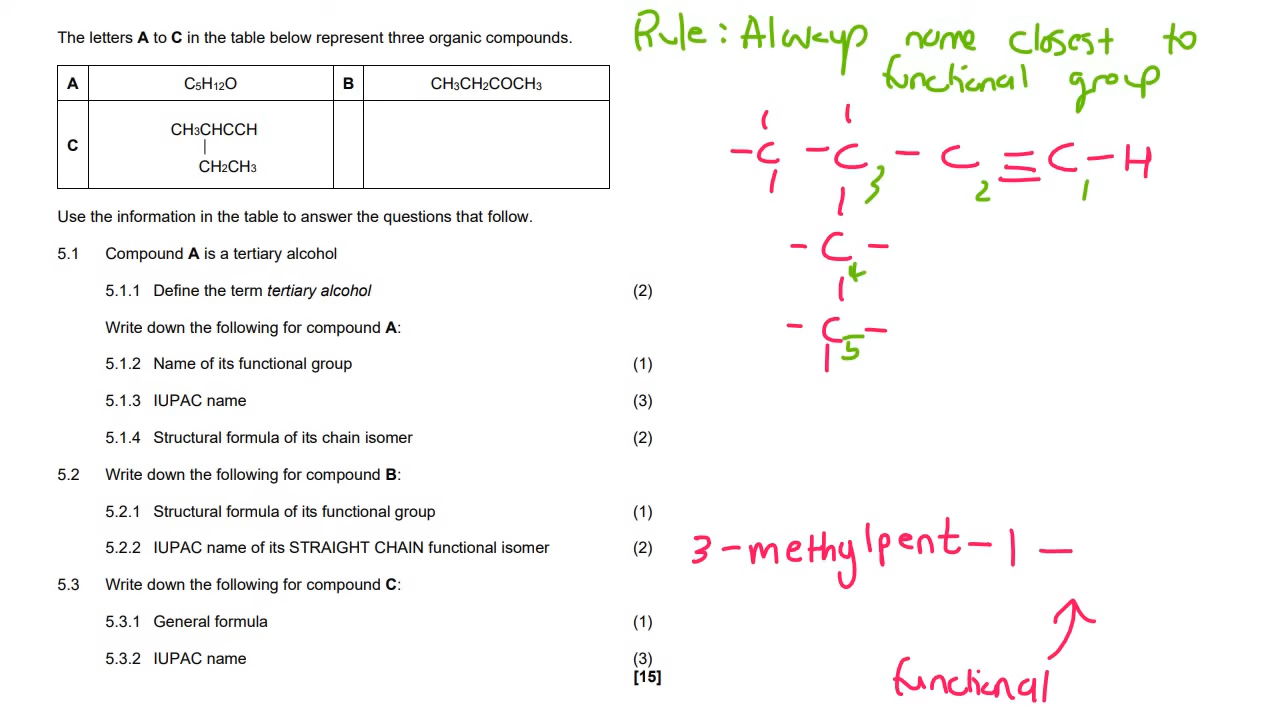 The letters A to C in the table below represent three organic compounds.
A C5H12O B CH3CH2COCH3
C
CH3CHCCH
|
CH2CH3
Use the information in the table to answer the questions that follow.
5.1 Compound A is a tertiary alcohol
5.1.1 Define the term tertiary alcohol (2)
Write down the following for compound A:
5.1.2 Name of its functional group (1)
5.1.3 IUPAC name (3)
5.1.4 Structural formula of its chain isomer (2)
5.2 Write down the following for compound B:
5.2.1 Structural formula of its functional group (1)
5.2.2 IUPAC name of its STRAIGHT CHAIN functional isomer (2)
5.3 Write down the following for compound C:
5.3.1 General formula (1)
5.3.2 IUPAC name (3)
[15]
Rule: Always name closest to
functional group
- C - C - C ≡ C - H
3 2 1
- C -
4
- C -
5
3-methylpent-1-
functional